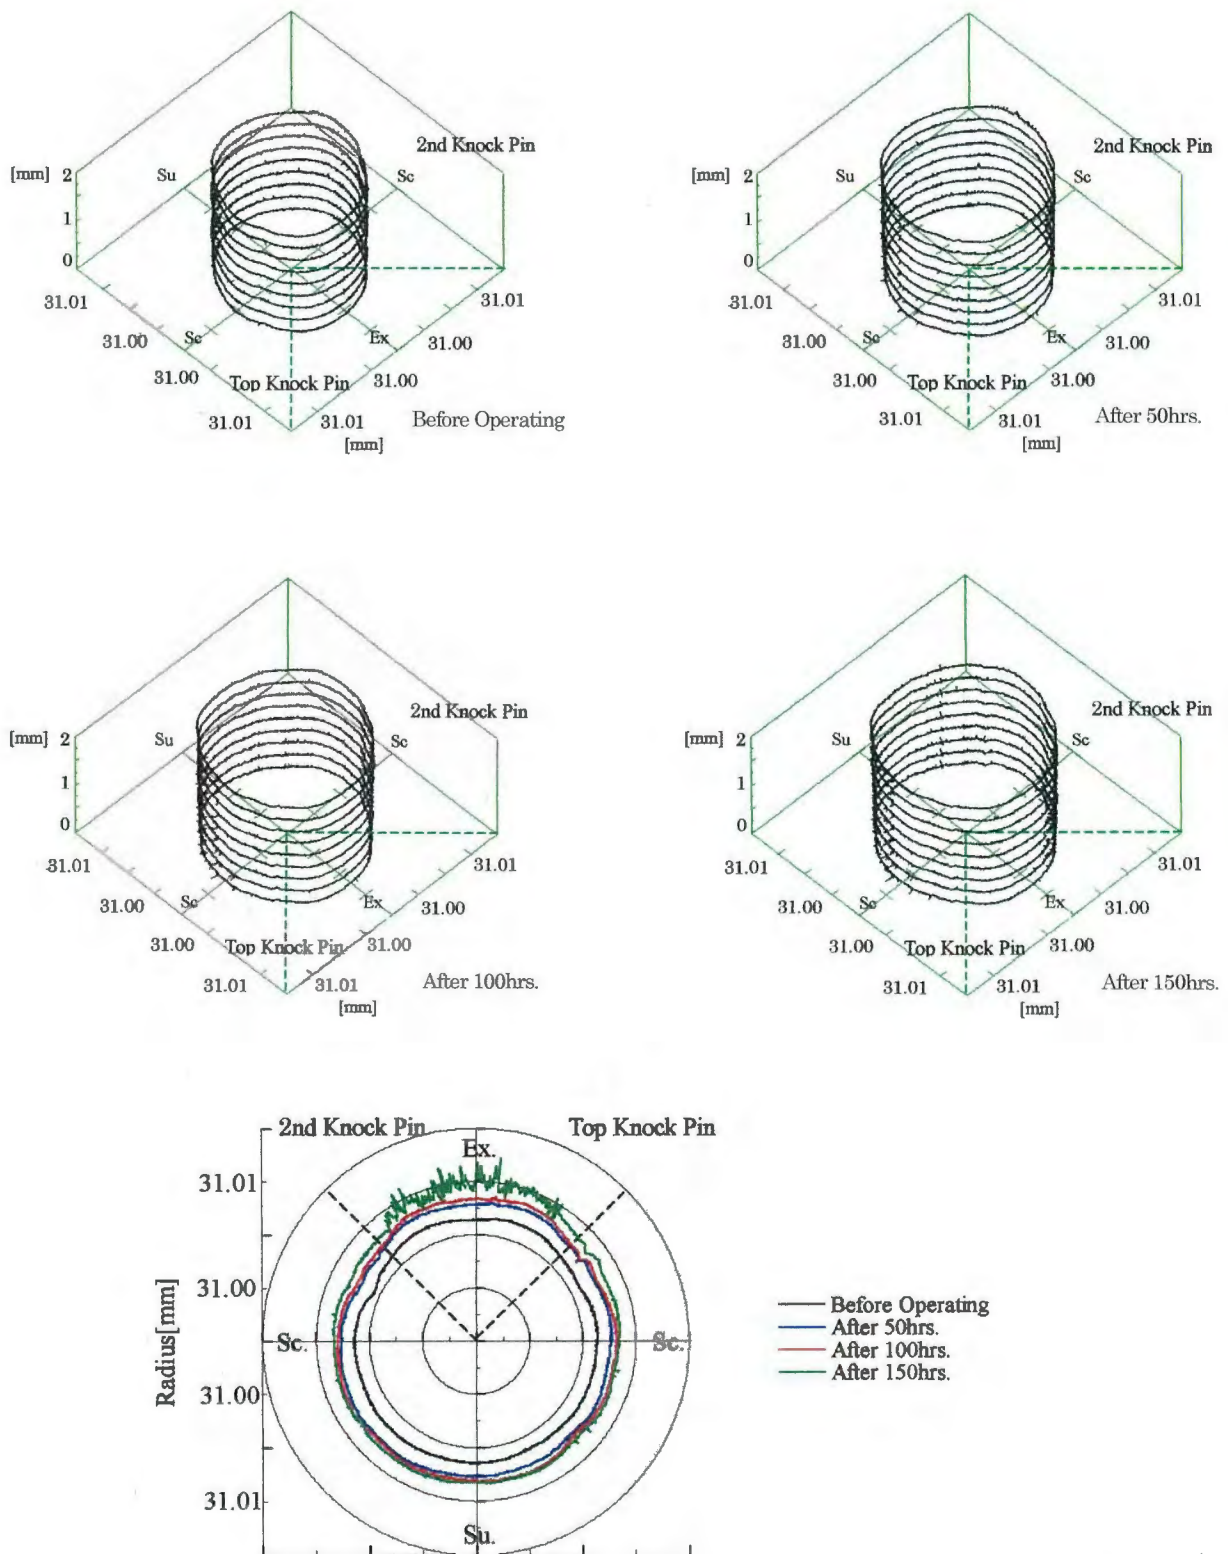 2nd Knock Pin
[mm] 2
Su
Sc
1
0
31.01
31.01
31.00
Sc
Ex
31.00
31.00
Top Knock Pin
31.00
31.01
31.01
Before Operating
[mm]
2nd Knock Pin
[mm] 2
Su
Sc
1
0
31.01
31.01
31.00
Sc
Ex
31.00
31.00
Top Knock Pin
31.00
31.01
31.01
After 50hrs.
[mm]
2nd Knock Pin
[mm] 2
Su
Sc
1
0
31.01
31.01
31.00
Sc
Ex
31.00
31.00
Top Knock Pin
31.00
31.01
31.01
After 100hrs.
[mm]
2nd Knock Pin
[mm] 2
Su
Sc
1
0
31.01
31.01
31.00
Sc
Ex
31.00
31.00
Top Knock Pin
31.00
31.01
31.01
After 150hrs.
[mm]
2nd Knock Pin
Top Knock Pin
Ex.
31.01
31.00
Radius[mm]
Sc.
Sc.
31.00
31.01
Su.
Before Operating
After 50hrs.
After 100hrs.
After 150hrs.